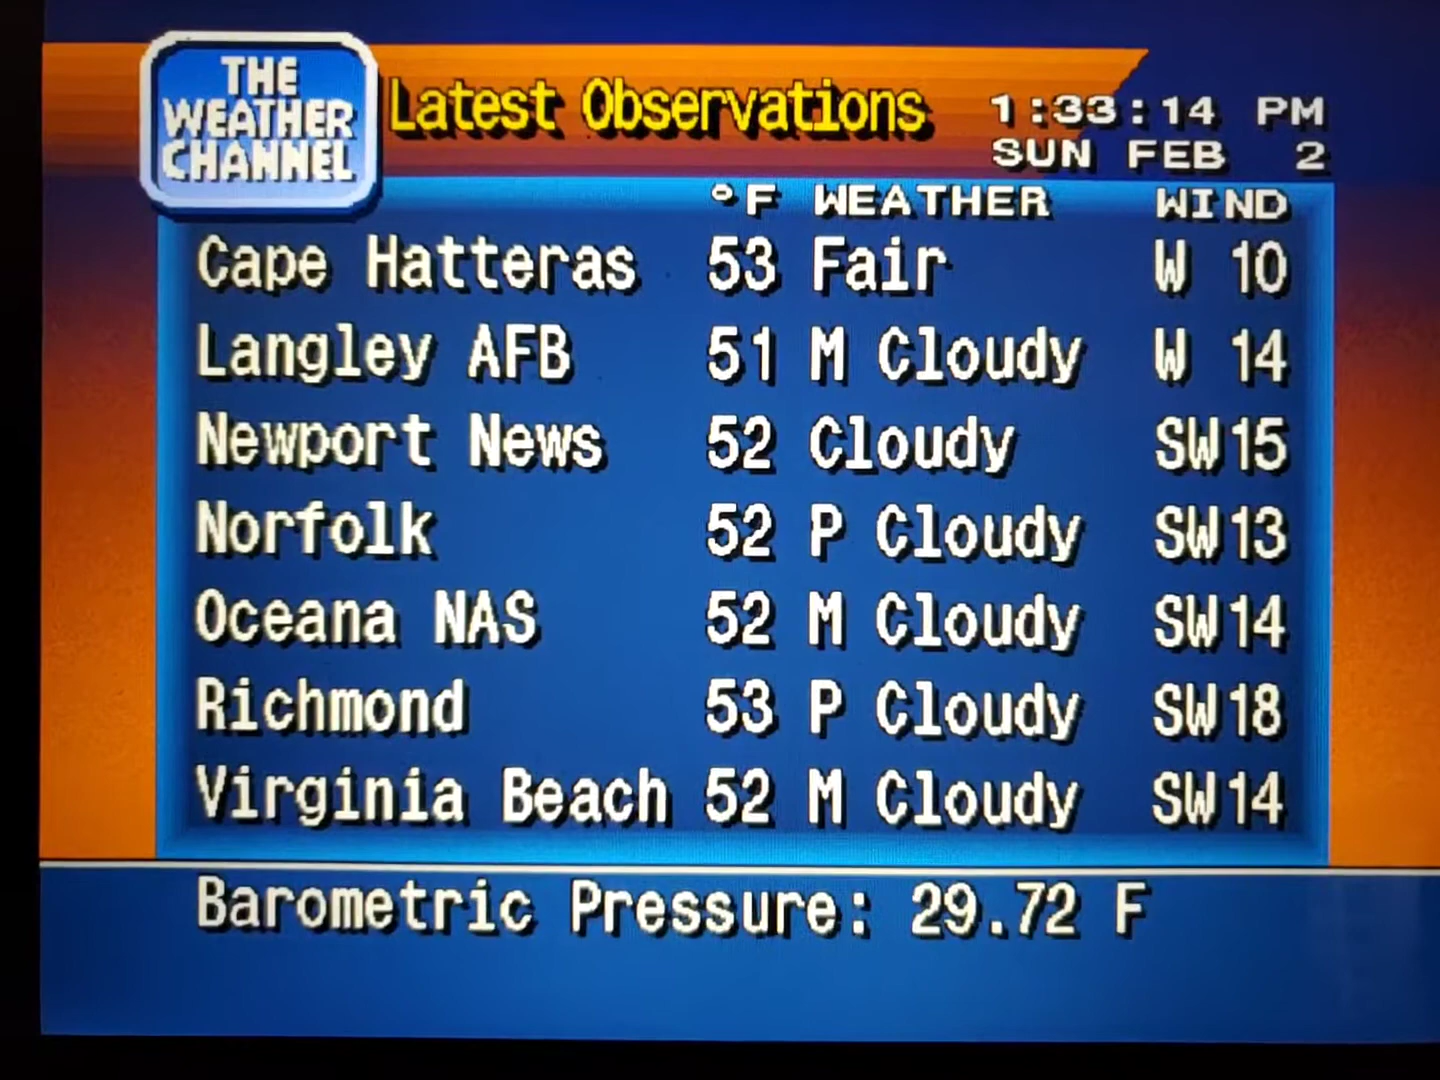 THE
WEATHER
CHANNEL
Latest Observations
1:33:14 PM
SUN FEB 2
°F WEATHER WIND
Cape Hatteras 53 Fair W 10
Langley AFB 51 M Cloudy W 14
Newport News 52 Cloudy SW 15
Norfolk 52 P Cloudy SW 13
Oceana NAS 52 M Cloudy SW 14
Richmond 53 P Cloudy SW 18
Virginia Beach 52 M Cloudy SW 14
Barometric Pressure: 29.72 F